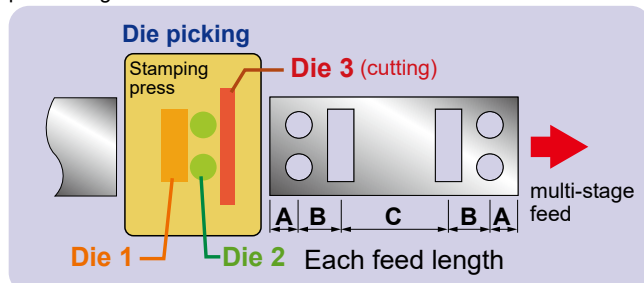 Die picking
Stamping
press
Die 3 (cutting)
multi-stage
feed
A B C B A
Die 1
Die 2
Each feed length